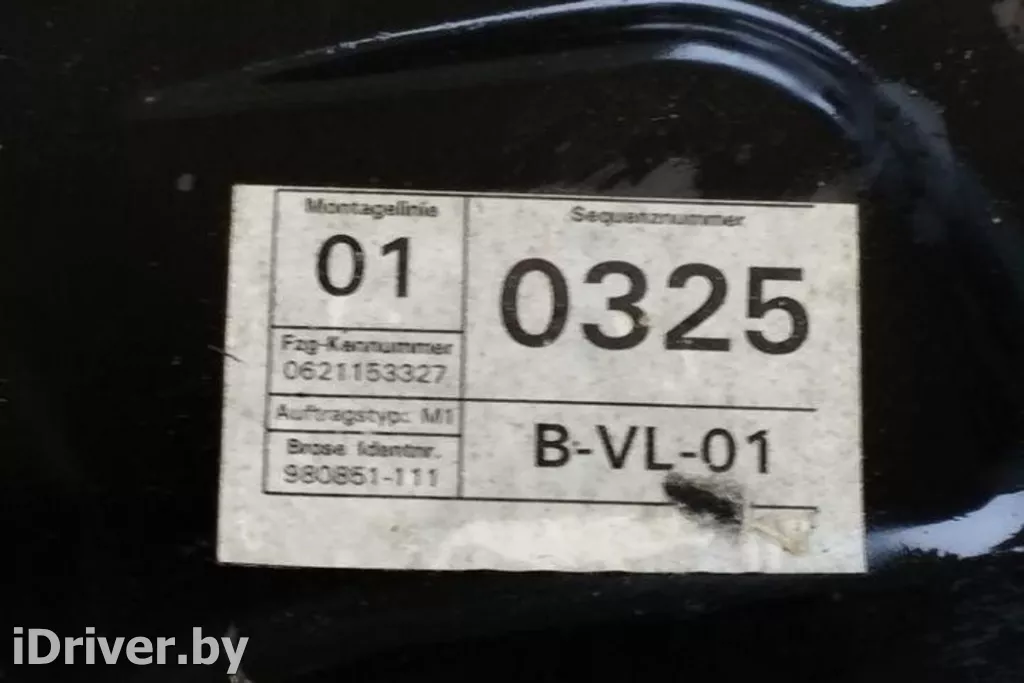 Montagelinie
01
Sequenznummer
0325
Fzg-Kennummer
0621153327
Auftragstyp: M1
Brose Identnr.
980851-111
B-VL-01
iDriver.by